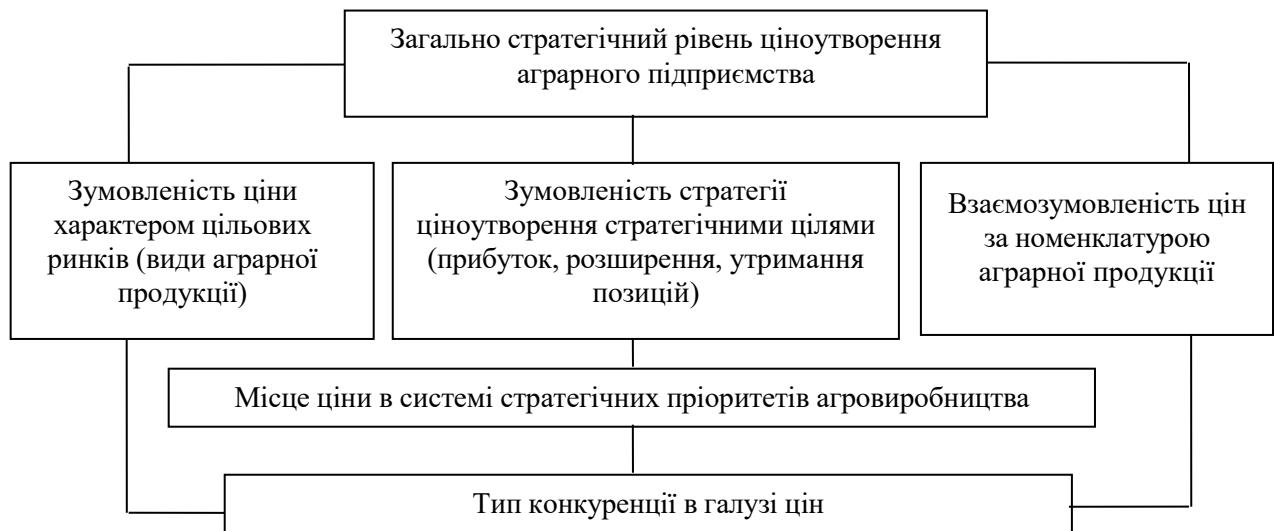 Загально стратегічний рівень ціноутворення
аграрного підприємства
Зумовленість ціни
характером цільових
ринків (види аграрної
продукції)
Зумовленість стратегії
ціноутворення стратегічними цілями
(прибуток, розширення, утримання
позицій)
Взаємозумовленість цін
за номенклатурою
аграрної продукції
Місце ціни в системі стратегічних пріоритетів агровиробництва
Тип конкуренції в галузі цін